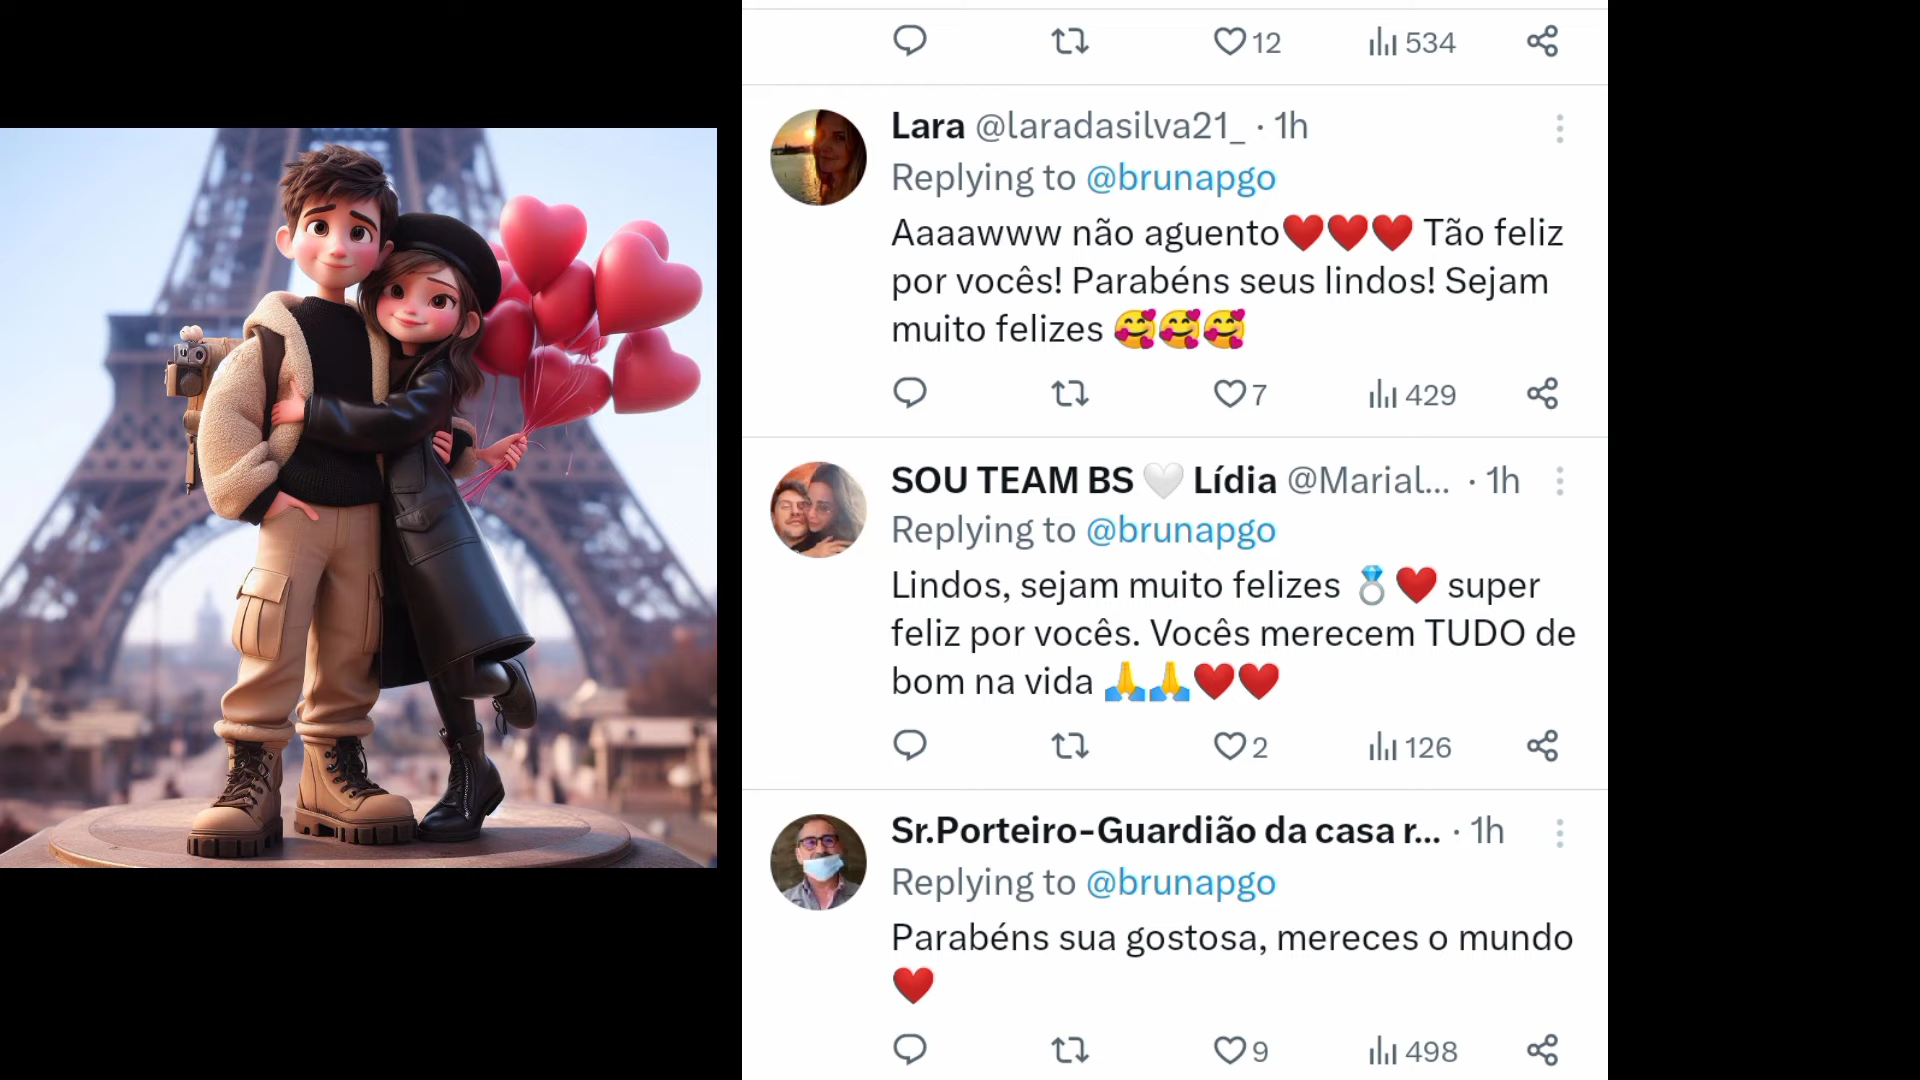 12 534
Lara @laradasilva21_ · 1h
Replying to @brunapgo
Aaaawww não aguento❤️❤️❤️ Tão feliz
por vocês! Parabéns seus lindos! Sejam
muito felizes 🥰🥰🥰
7 429
SOU TEAM BS 🤍 Lídia @Marial... · 1h
Replying to @brunapgo
Lindos, sejam muito felizes 💍❤️ super
feliz por vocês. Vocês merecem TUDO de
bom na vida 🙏🙏❤️❤️
2 126
Sr.Porteiro-Guardião da casa r... · 1h
Replying to @brunapgo
Parabéns sua gostosa, mereces o mundo
❤️
9 498